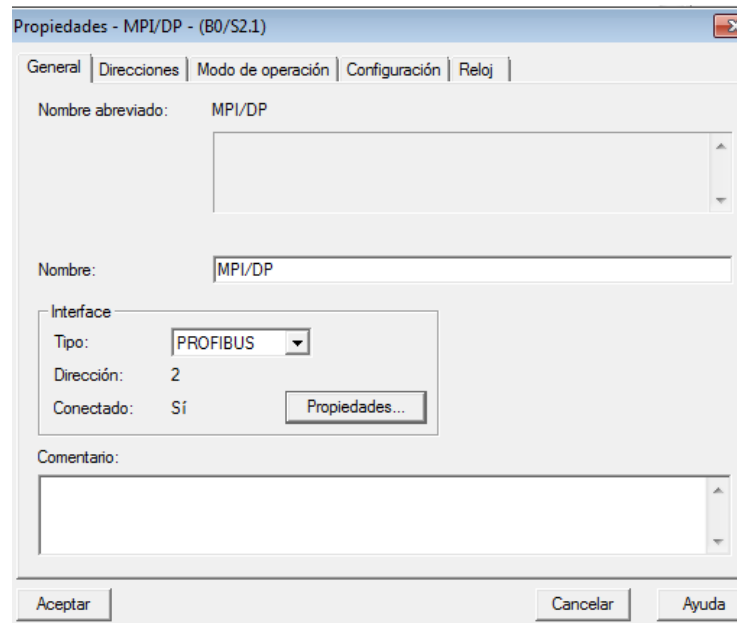 Propiedades - MPI/DP - (B0/S2.1)
General Direcciones Modo de operación Configuración Reloj
Nombre abreviado: MPI/DP
Nombre: MPI/DP
Interface
Tipo: PROFIBUS
Dirección: 2
Conectado: Sí Propiedades...
Comentario:
Aceptar Cancelar Ayuda